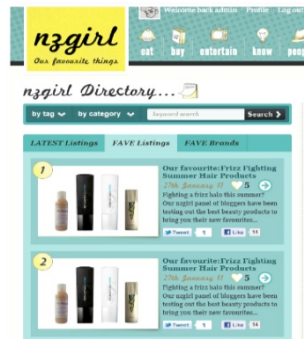 Welcome back admin Profile Log out
nzgirl
Our favourite things
eat buy entertain know
nzgirl Directory...
by tag by category Keyword search Search
LATEST Listings FAVE Listings FAVE Brands
1
Our favourite:Frizz Fighting
Summer Hair Products
27th January 11 5
Fighting a frizz halo this summer?
Our nzgirl panel of bloggers have been
testing out the best beauty products to
bring you their new favourites...
Tweet 1 Like
2
Our favourite:Frizz Fighting
Summer Hair Products
27th January 11 5
Fighting a frizz halo this summer?
Our nzgirl panel of bloggers have been
testing out the best beauty products to
bring you their new favourites...
Tweet 1 Like